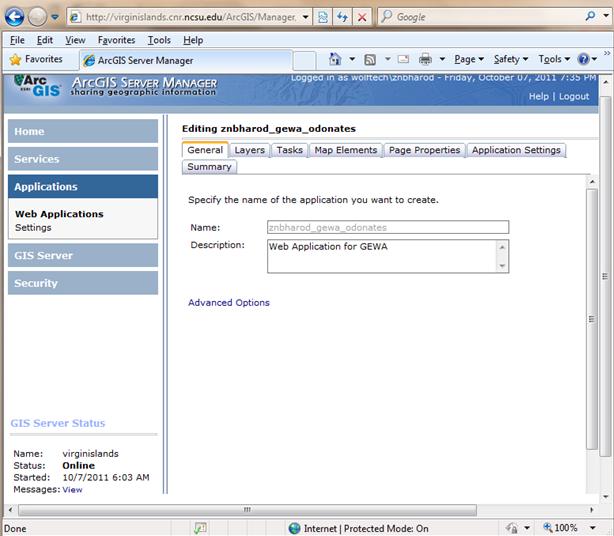 http://virginislands.cnr.ncsu.edu/ArcGIS/Manager,
Google
File Edit View Favorites Tools Help
Favorites ArcGIS Server Manager Page Safety Tools
Arc GIS ArcGIS Server Manager
sharing geographic information
Logged in as wolftech\znbharod - Friday, October 07, 2011 7:35 PM
Help | Logout
Home
Services
Applications
Web Applications
Settings
GIS Server
Security
Editing znbharod_gewa_odonates
General Layers Tasks Map Elements Page Properties Application Settings
Summary
Specify the name of the application you want to create.
Name: znbharod_gewa_odonates
Description: Web Application for GEWA
Advanced Options
GIS Server Status
Name: virginislands
Status: Online
Started: 10/7/2011 6:03 AM
Messages: View
Done Internet | Protected Mode: On 100%